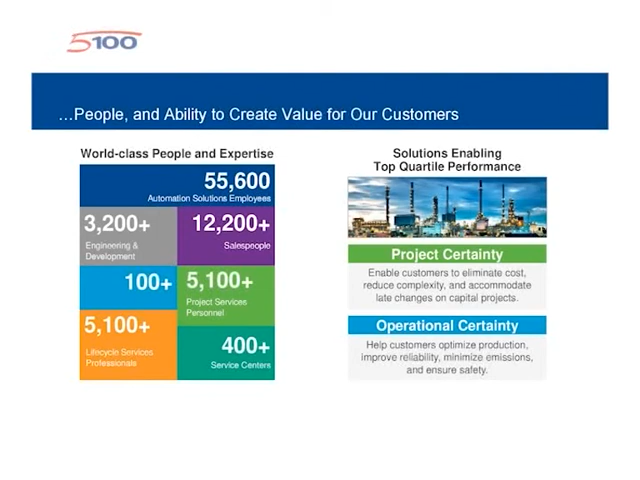 5100
...People, and Ability to Create Value for Our Customers
World-class People and Expertise
55,600
Automation Solutions Employees
3,200+
Engineering &
Development
12,200+
Salespeople
100+
5,100+
Project Services
Personnel
5,100+
Lifecycle Services
Professionals
400+
Service Centers
Solutions Enabling
Top Quartile Performance
Project Certainty
Enable customers to eliminate cost,
reduce complexity, and accommodate
late changes on capital projects.
Operational Certainty
Help customers optimize production,
improve reliability, minimize emissions,
and ensure safety.